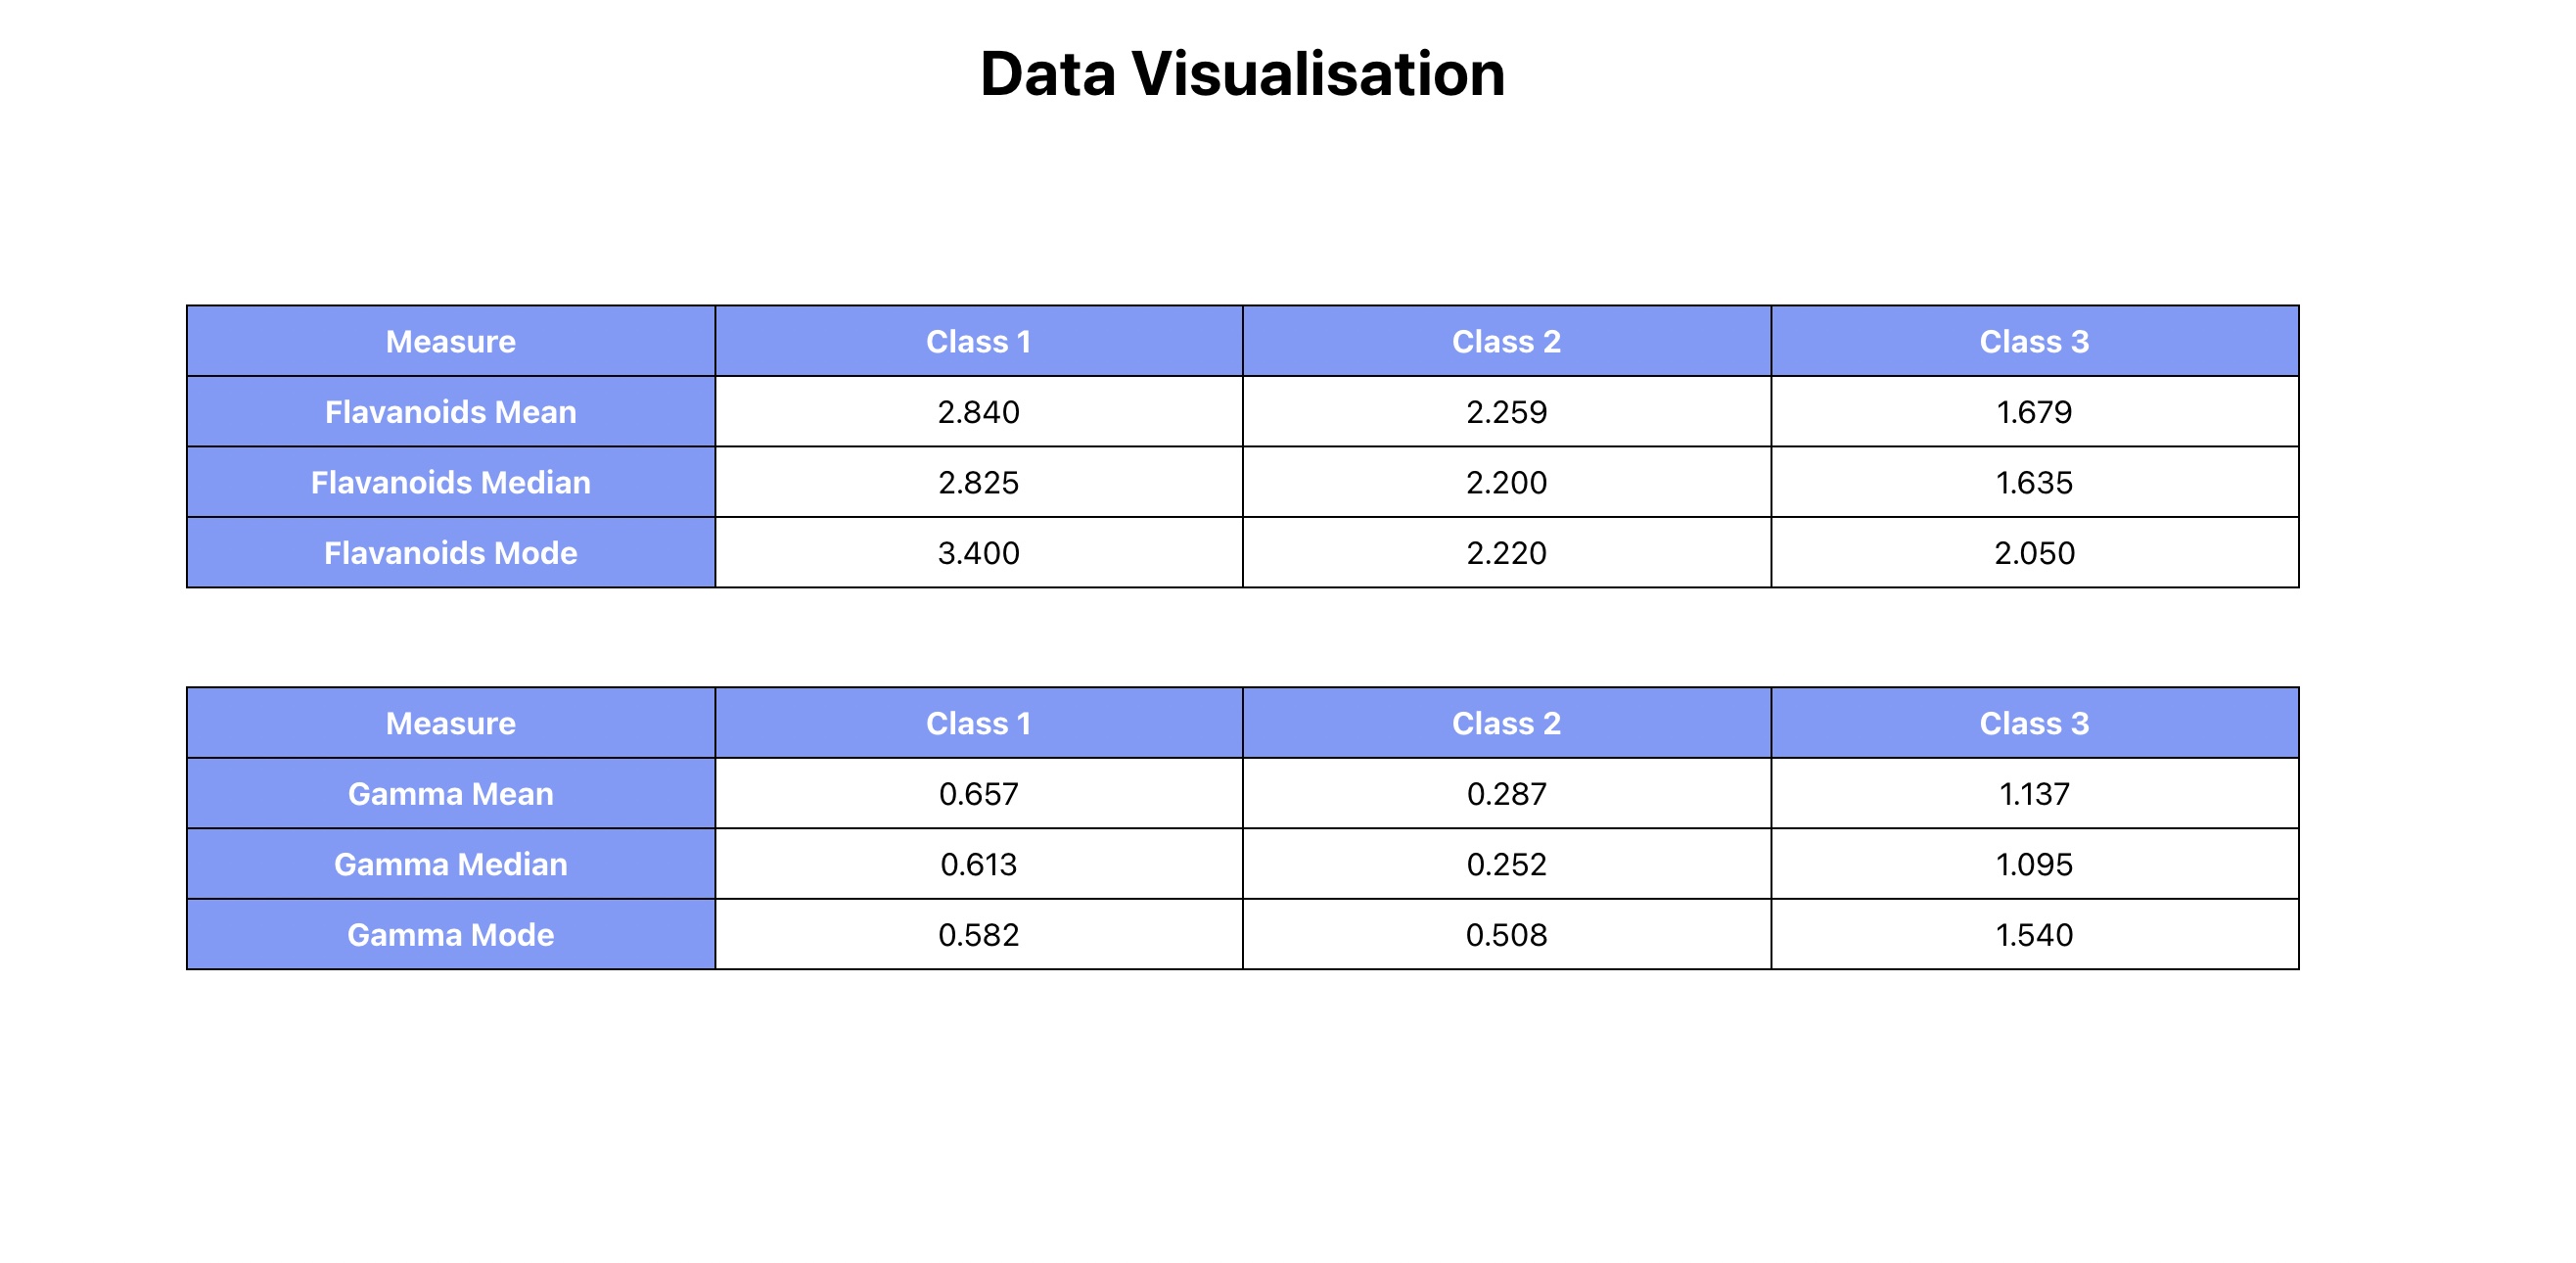 Data Visualisation
Measure Class 1 Class 2 Class 3
Flavanoids Mean 2.840 2.259 1.679
Flavanoids Median 2.825 2.200 1.635
Flavanoids Mode 3.400 2.220 2.050
Measure Class 1 Class 2 Class 3
Gamma Mean 0.657 0.287 1.137
Gamma Median 0.613 0.252 1.095
Gamma Mode 0.582 0.508 1.540